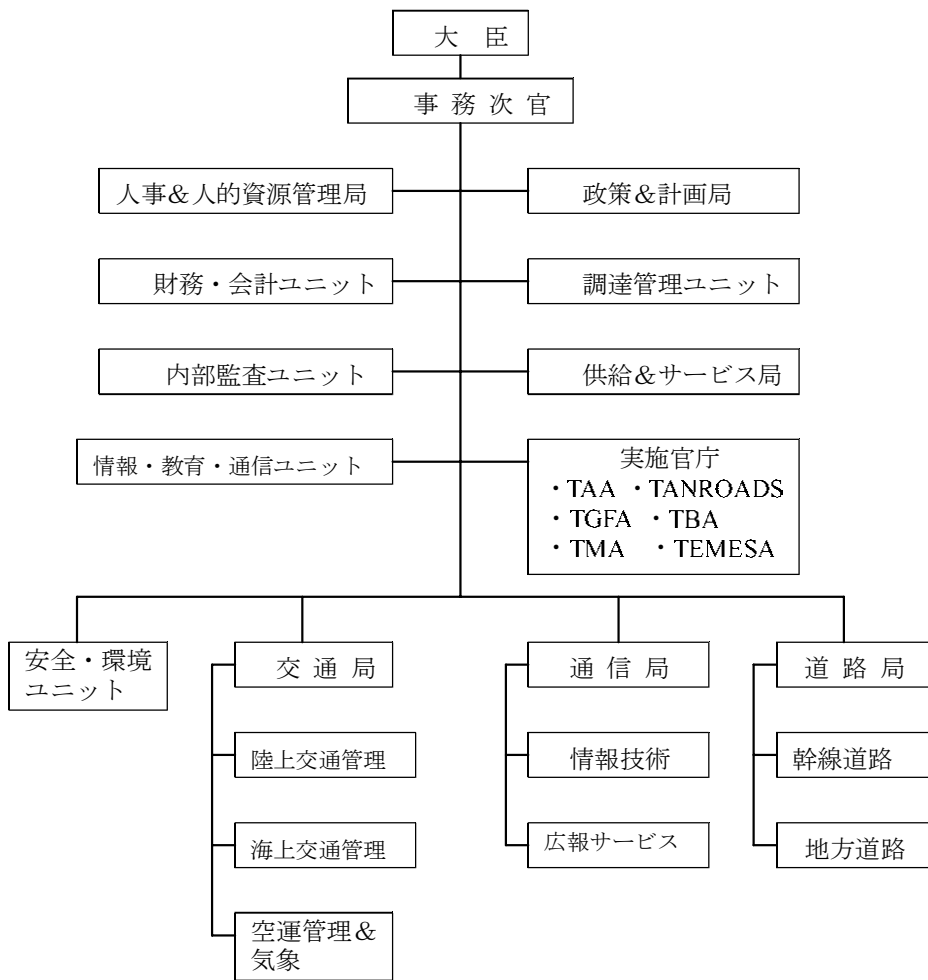 大 臣
事 務 次 官
人事＆人的資源管理局
政策＆計画局
財務・会計ユニット
調達管理ユニット
内部監査ユニット
供給＆サービス局
情報・教育・通信ユニット
実施官庁
・TAA ・TANROADS
・TGFA ・TBA
・TMA ・TEMESA
安全・環境
ユニット
交 通 局
通 信 局
道 路 局
陸上交通管理
情報技術
幹線道路
海上交通管理
広報サービス
地方道路
空運管理＆
気象